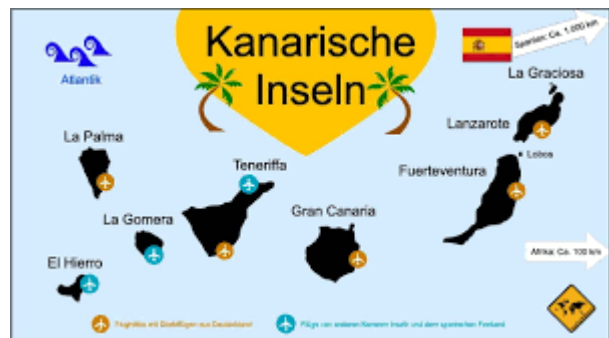 Kanarische
Inseln
Atlantik
Spanien: Ca. 1.000 km
La Graciosa
Lanzarote
Lobos
La Palma
Teneriffa
Fuerteventura
La Gomera
Gran Canaria
El Hierro
Afrika: Ca. 100 km
Flughäfen mit Direktflügen aus Deutschland
Flüge von anderen Kanaren Inseln und dem spanischen Festland